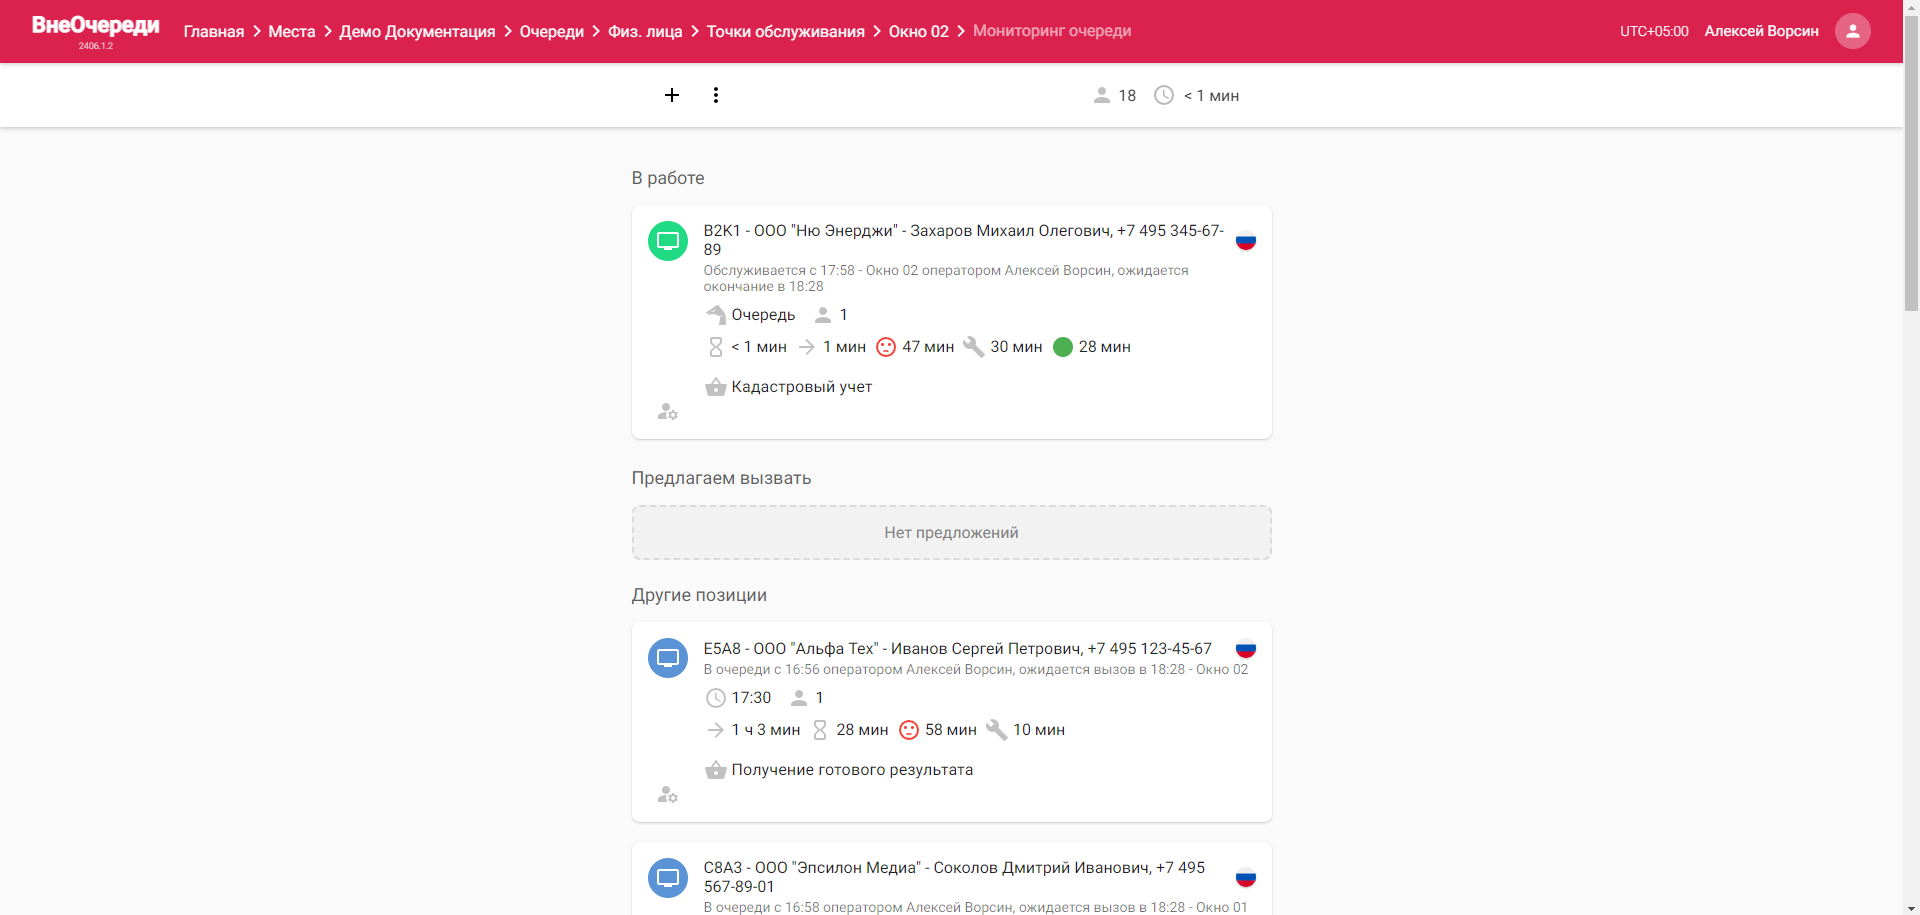 ВнеОчереди
2406.1.2
Главная > Места > Демо Документация > Очереди > Физ. лица > Точки обслуживания > Окно 02 > Мониторинг очереди
UTC+05:00 Алексей Ворсин
18 < 1 мин
В работе
B2K1 - ООО "Ню Энерджи" - Захаров Михаил Олегович, +7 495 345-67-
89
Обслуживается с 17:58 - Окно 02 оператором Алексей Ворсин, ожидается
окончание в 18:28
Очередь 1
< 1 мин 1 мин 47 мин 30 мин 28 мин
Кадастровый учет
Предлагаем вызвать
Нет предложений
Другие позиции
E5A8 - ООО "Альфа Тех" - Иванов Сергей Петрович, +7 495 123-45-67
В очереди с 16:56 оператором Алексей Ворсин, ожидается вызов в 18:28 - Окно 02
17:30 1
1 ч 3 мин 28 мин 58 мин 10 мин
Получение готового результата
C8A3 - ООО "Эпсилон Медиа" - Соколов Дмитрий Иванович, +7 495
567-89-01
В очереди с 16:58 оператором Алексей Ворсин, ожидается вызов в 18:28 - Окно 01